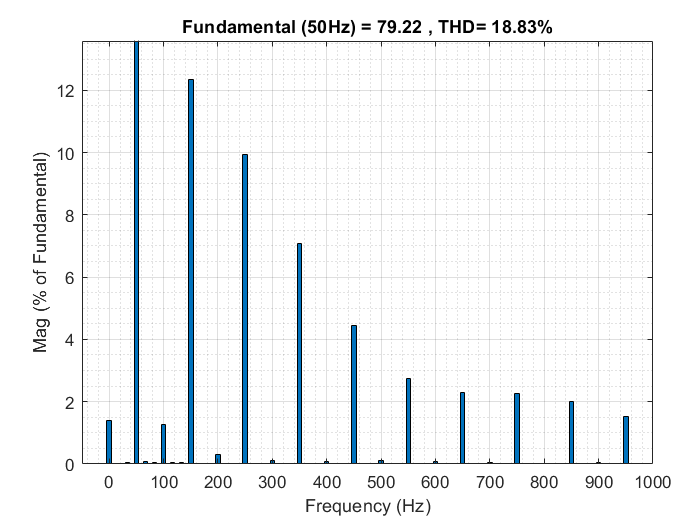 Fundamental (50Hz) = 79.22 , THD= 18.83%
Mag (% of Fundamental)
12
10
8
6
4
2
0
0 100 200 300 400 500 600 700 800 900 1000
Frequency (Hz)